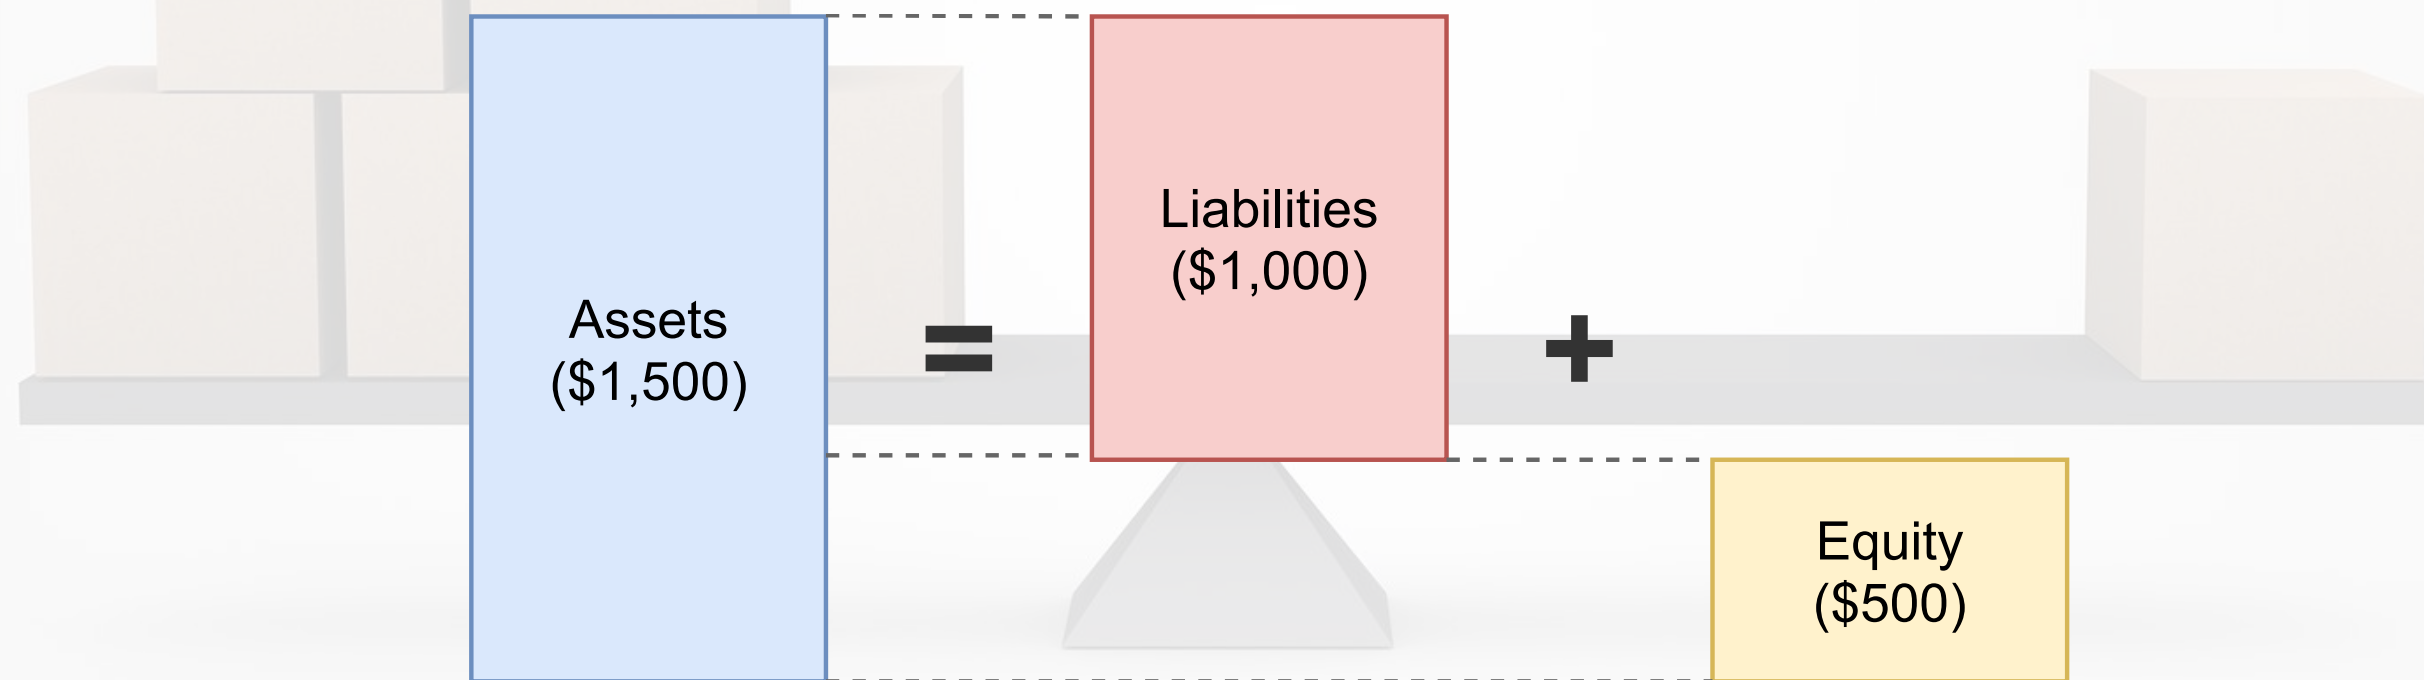 Assets
($1,500)
=
Liabilities
($1,000)
+
Equity
($500)